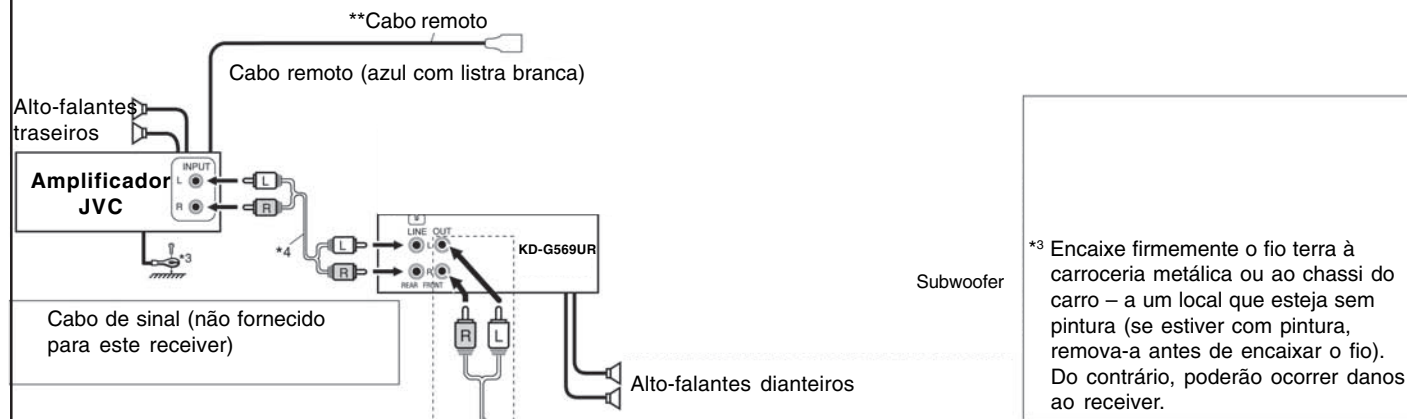 **Cabo remoto
Cabo remoto (azul com listra branca)
Alto-falantes
traseiros
INPUT
L
R
Amplificador
JVC
L
R
*4
*3
L
R
LINE OUT
L
R
REAR FRONT
KD-G569UR
R
L
Cabo de sinal (não fornecido
para este receiver)
Alto-falantes dianteiros
Subwoofer
*3 Encaixe firmemente o fio terra à
carroceria metálica ou ao chassi do
carro – a um local que esteja sem
pintura (se estiver com pintura,
remova-a antes de encaixar o fio).
Do contrário, poderão ocorrer danos
ao receiver.